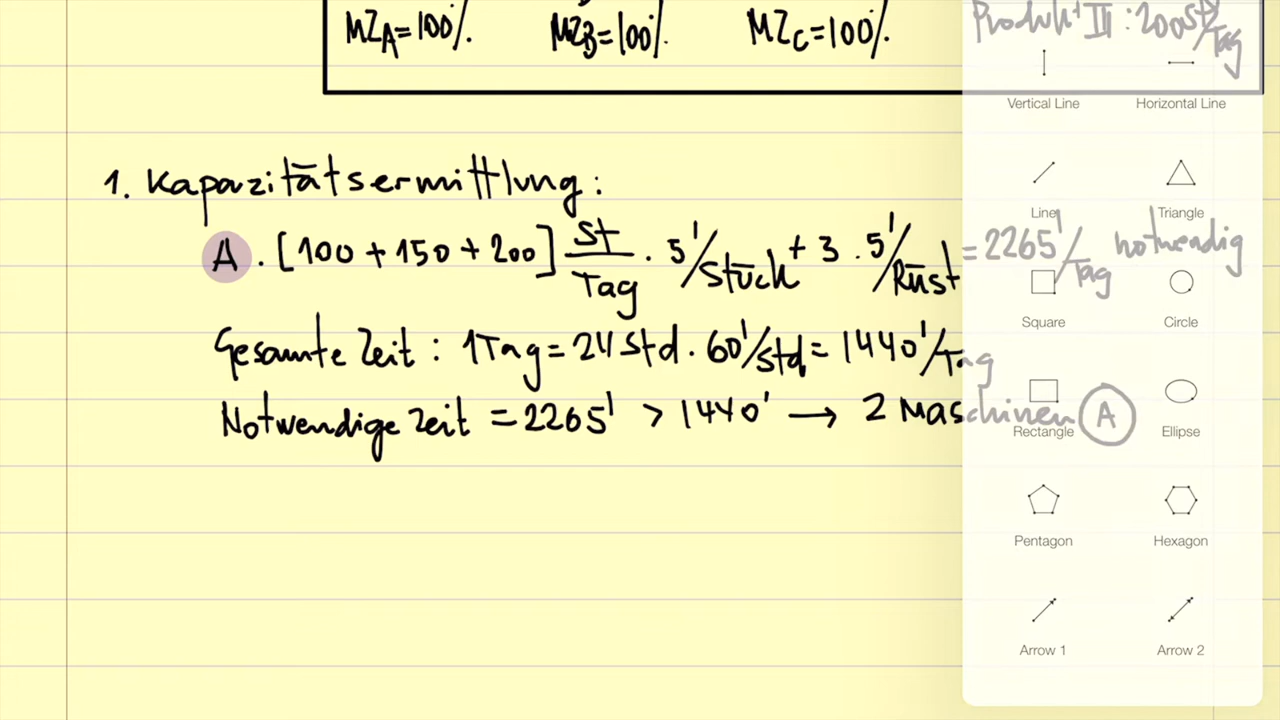 MZA=100%. MZB=100%. MZC=100%. Produkt III: 200 St/Tag
1. Kapazitätsermittlung:
A . [100 + 150 + 200] St/Tag . 5'/Stück + 3 . 5'/Rüst = 2265'/Tag notwendig
Gesamte Zeit: 1 Tag = 24 Std . 60'/Std = 1440'/Tag
Notwendige Zeit = 2265' > 1440' → 2 Maschinen A
Vertical Line
Horizontal Line
Line
Triangle
Square
Circle
Rectangle
Ellipse
Pentagon
Hexagon
Arrow 1
Arrow 2